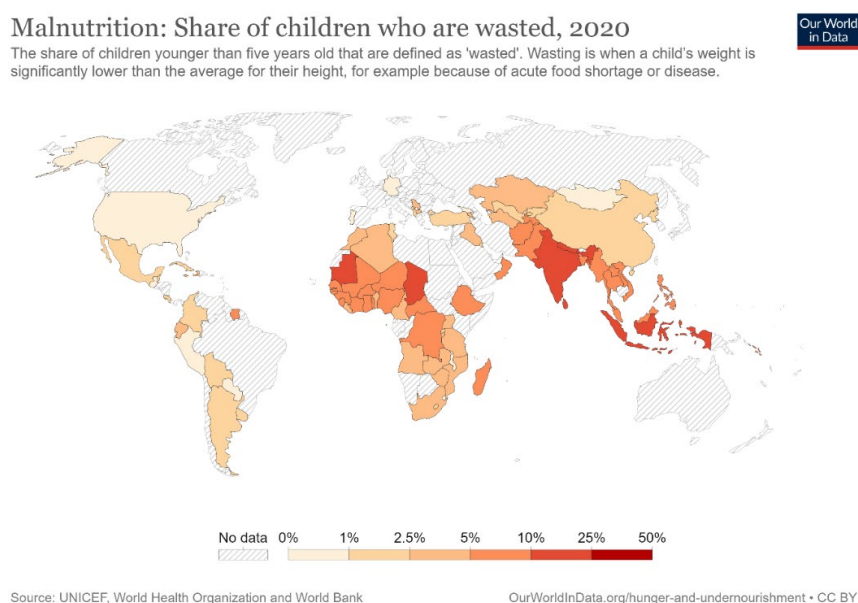 Malnutrition: Share of children who are wasted, 2020
Our World
in Data
The share of children younger than five years old that are defined as 'wasted'. Wasting is when a child's weight is
significantly lower than the average for their height, for example because of acute food shortage or disease.
No data 0% 1% 2.5% 5% 10% 25% 50%
Source: UNICEF, World Health Organization and World Bank
OurWorldInData.org/hunger-and-undernourishment • CC BY